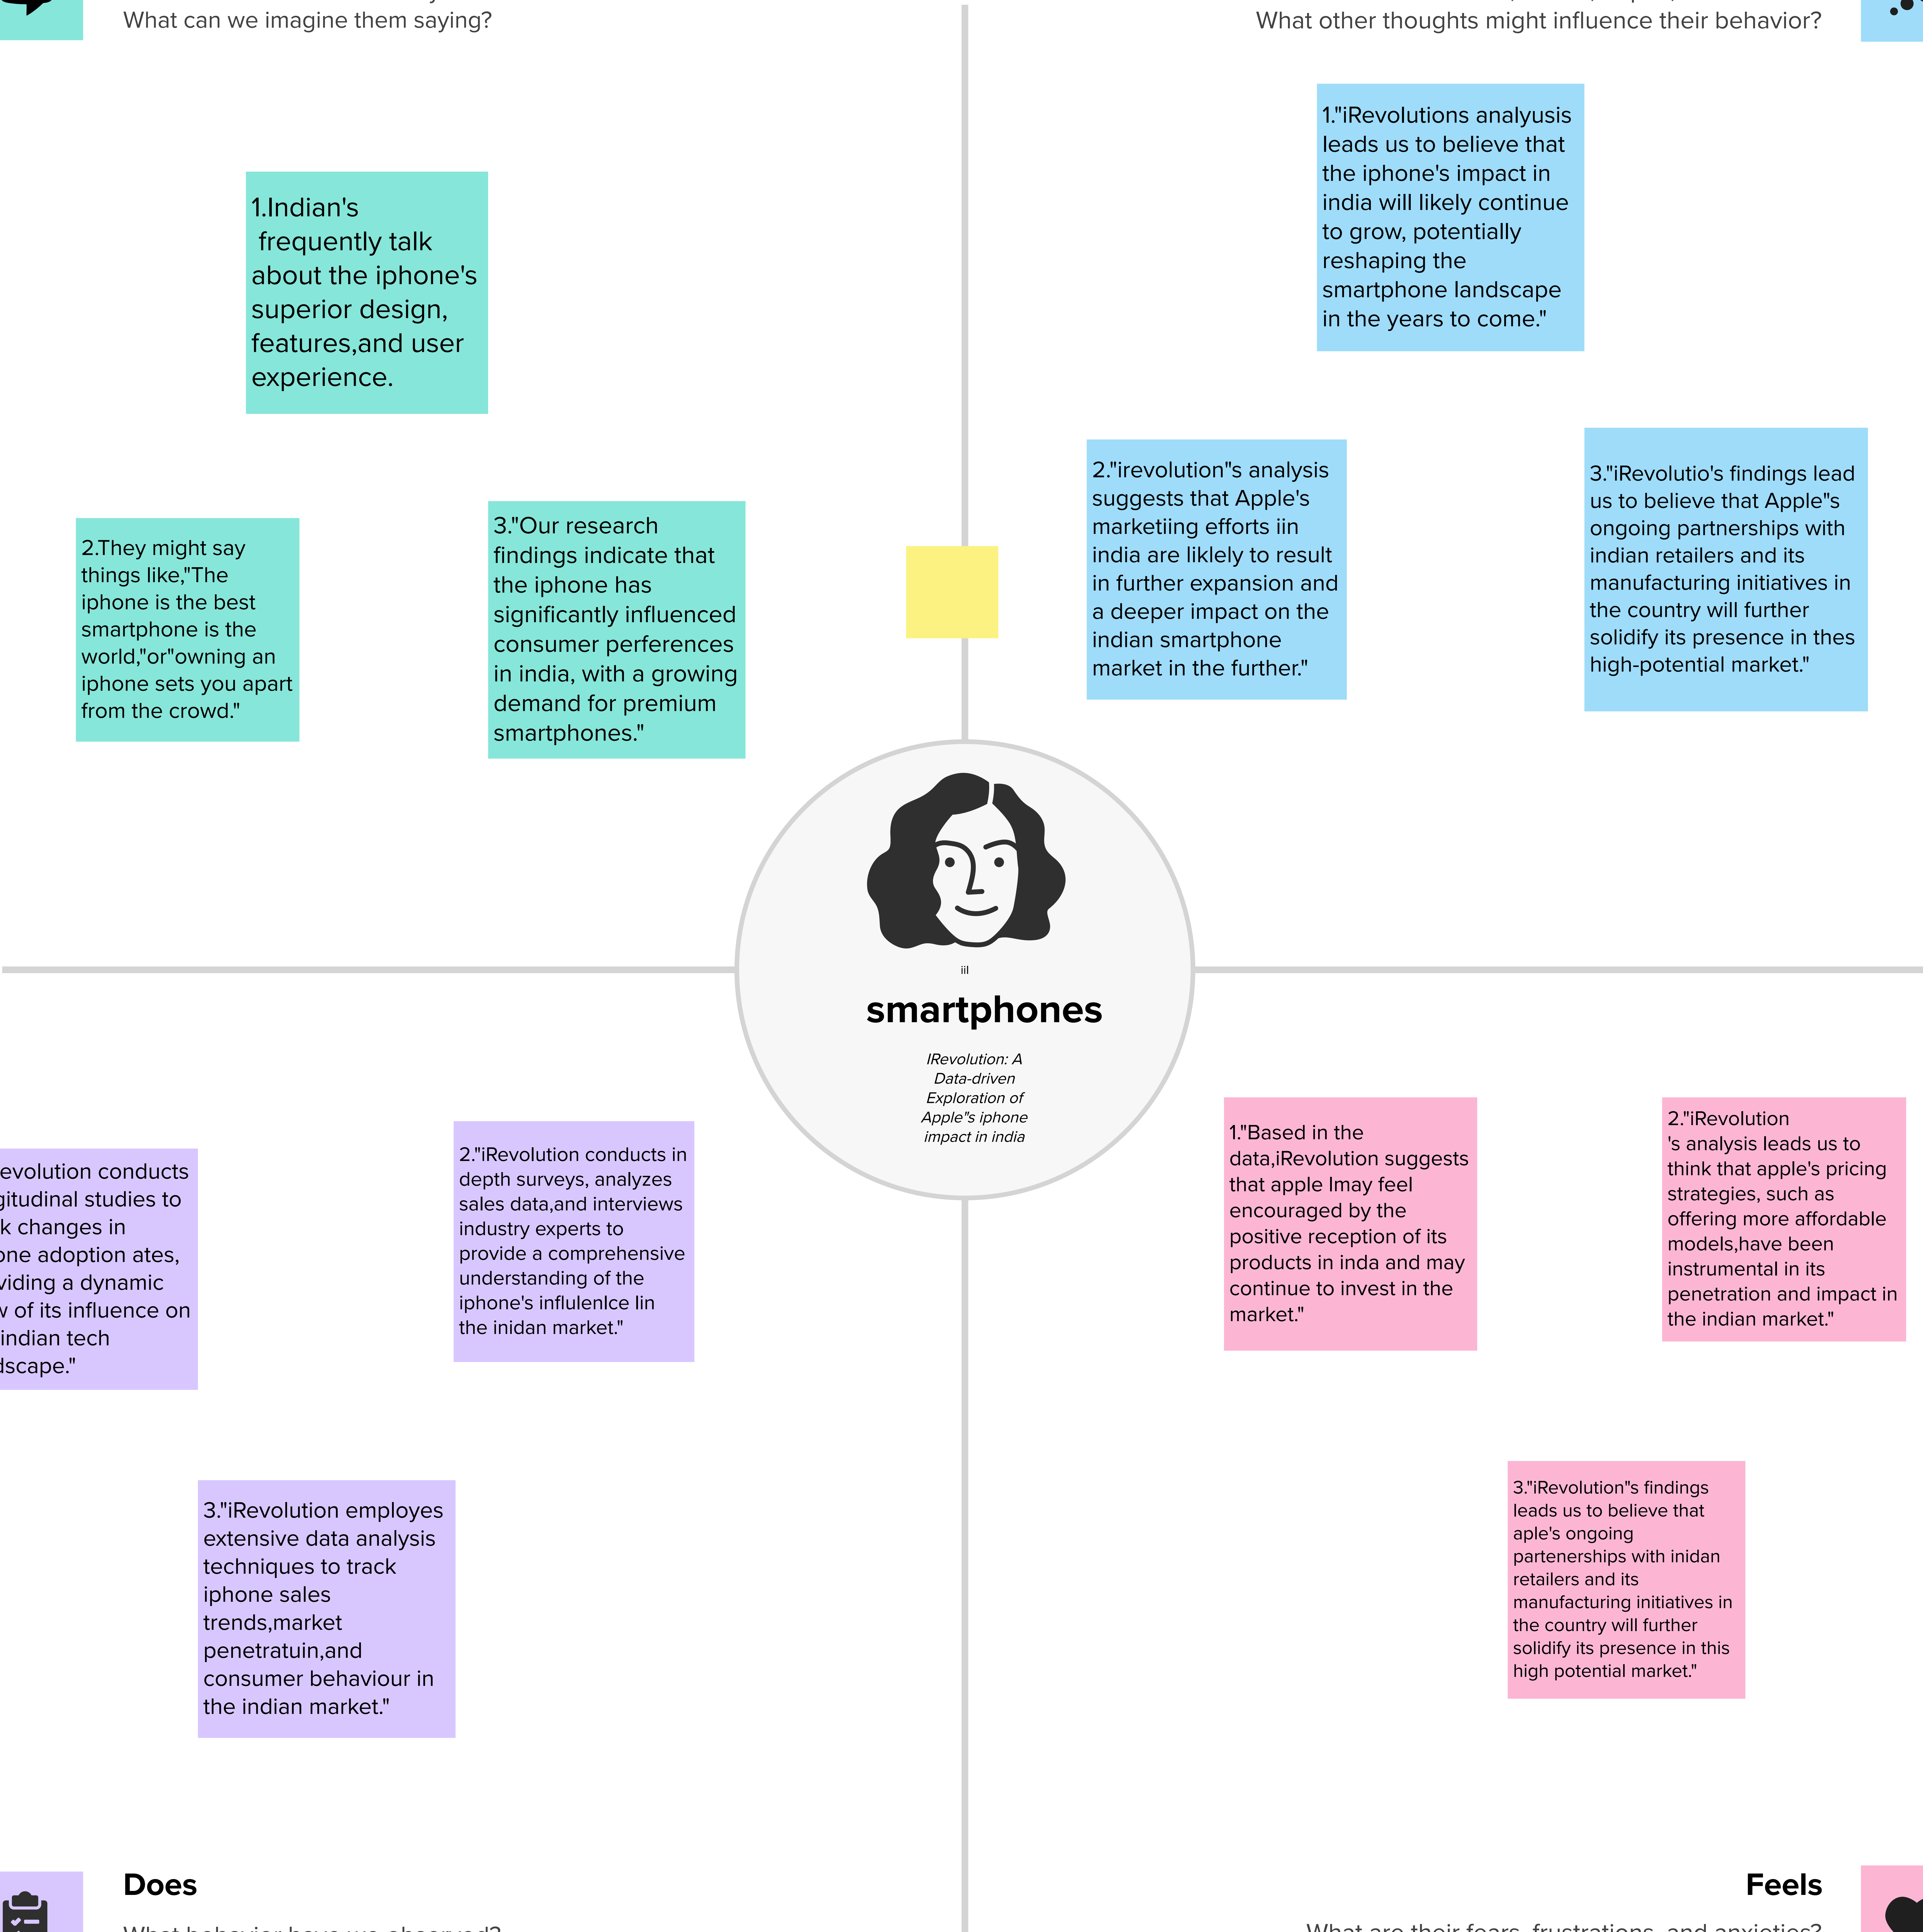 What can we imagine them saying?
What other thoughts might influence their behavior?
1.Indian's
frequently talk
about the iphone's
superior design,
features,and user
experience.
2.They might say
things like,"The
iphone is the best
smartphone is the
world,"or"owning an
iphone sets you apart
from the crowd."
3."Our research
findings indicate that
the iphone has
significantly influenced
consumer perferences
in india, with a growing
demand for premium
smartphones."
1."iRevolutions analyusis
leads us to believe that
the iphone's impact in
india will likely continue
to grow, potentially
reshaping the
smartphone landscape
in the years to come."
2."irevolution"s analysis
suggests that Apple's
marketiing efforts iin
india are liklely to result
in further expansion and
a deeper impact on the
indian smartphone
market in the further."
3."iRevolutio's findings lead
us to believe that Apple"s
ongoing partnerships with
indian retailers and its
manufacturing initiatives in
the country will further
solidify its presence in thes
high-potential market."
iil
smartphones
IRevolution: A
Data-driven
Exploration of
Apple"s iphone
impact in india
evolution conducts
gitudinal studies to
k changes in
one adoption ates,
viding a dynamic
w of its influence on
indian tech
dscape."
2."iRevolution conducts in
depth surveys, analyzes
sales data,and interviews
industry experts to
provide a comprehensive
understanding of the
iphone's influlenlce lin
the inidan market."
3."iRevolution employes
extensive data analysis
techniques to track
iphone sales
trends,market
penetratuin,and
consumer behaviour in
the indian market."
1."Based in the
data,iRevolution suggests
that apple lmay feel
encouraged by the
positive reception of its
products in inda and may
continue to invest in the
market."
2."iRevolution
's analysis leads us to
think that apple's pricing
strategies, such as
offering more affordable
models,have been
instrumental in its
penetration and impact in
the indian market."
3."iRevolution"s findings
leads us to believe that
aple's ongoing
partenerships with inidan
retailers and its
manufacturing initiatives in
the country will further
solidify its presence in this
high potential market."
Does
What behavior have we observed?
Feels
What are their fears, frustrations, and anxieties?